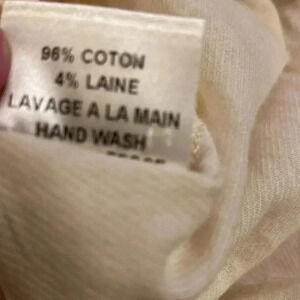 96% COTON
4% LAINE
LAVAGE A LA MAIN
HAND WASH